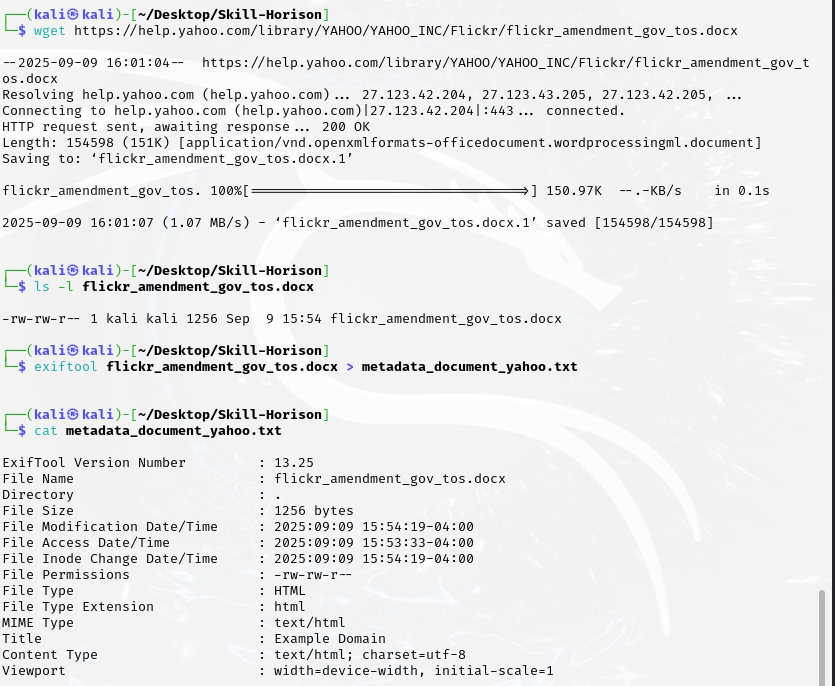 ┌──(kali㉿kali)-[~/Desktop/Skill-Horison]
└─$ wget https://help.yahoo.com/library/YAHOO/YAHOO_INC/Flickr/flickr_amendment_gov_tos.docx
--2025-09-09 16:01:04-- https://help.yahoo.com/library/YAHOO/YAHOO_INC/Flickr/flickr_amendment_gov_t
os.docx
Resolving help.yahoo.com (help.yahoo.com)... 27.123.42.204, 27.123.43.205, 27.123.42.205, ...
Connecting to help.yahoo.com (help.yahoo.com)|27.123.42.204|:443... connected.
HTTP request sent, awaiting response... 200 OK
Length: 154598 (151K) [application/vnd.openxmlformats-officedocument.wordprocessingml.document]
Saving to: ‘flickr_amendment_gov_tos.docx.1’
flickr_amendment_gov_tos. 100%[==================================>] 150.97K --.-KB/s in 0.1s
2025-09-09 16:01:07 (1.07 MB/s) - ‘flickr_amendment_gov_tos.docx.1’ saved [154598/154598]
┌──(kali㉿kali)-[~/Desktop/Skill-Horison]
└─$ ls -l flickr_amendment_gov_tos.docx
-rw-rw-r-- 1 kali kali 1256 Sep 9 15:54 flickr_amendment_gov_tos.docx
┌──(kali㉿kali)-[~/Desktop/Skill-Horison]
└─$ exiftool flickr_amendment_gov_tos.docx > metadata_document_yahoo.txt
┌──(kali㉿kali)-[~/Desktop/Skill-Horison]
└─$ cat metadata_document_yahoo.txt
ExifTool Version Number : 13.25
File Name : flickr_amendment_gov_tos.docx
Directory : .
File Size : 1256 bytes
File Modification Date/Time : 2025:09:09 15:54:19-04:00
File Access Date/Time : 2025:09:09 15:53:33-04:00
File Inode Change Date/Time : 2025:09:09 15:54:19-04:00
File Permissions : -rw-rw-r--
File Type : HTML
File Type Extension : html
MIME Type : text/html
Title : Example Domain
Content Type : text/html; charset=utf-8
Viewport : width=device-width, initial-scale=1